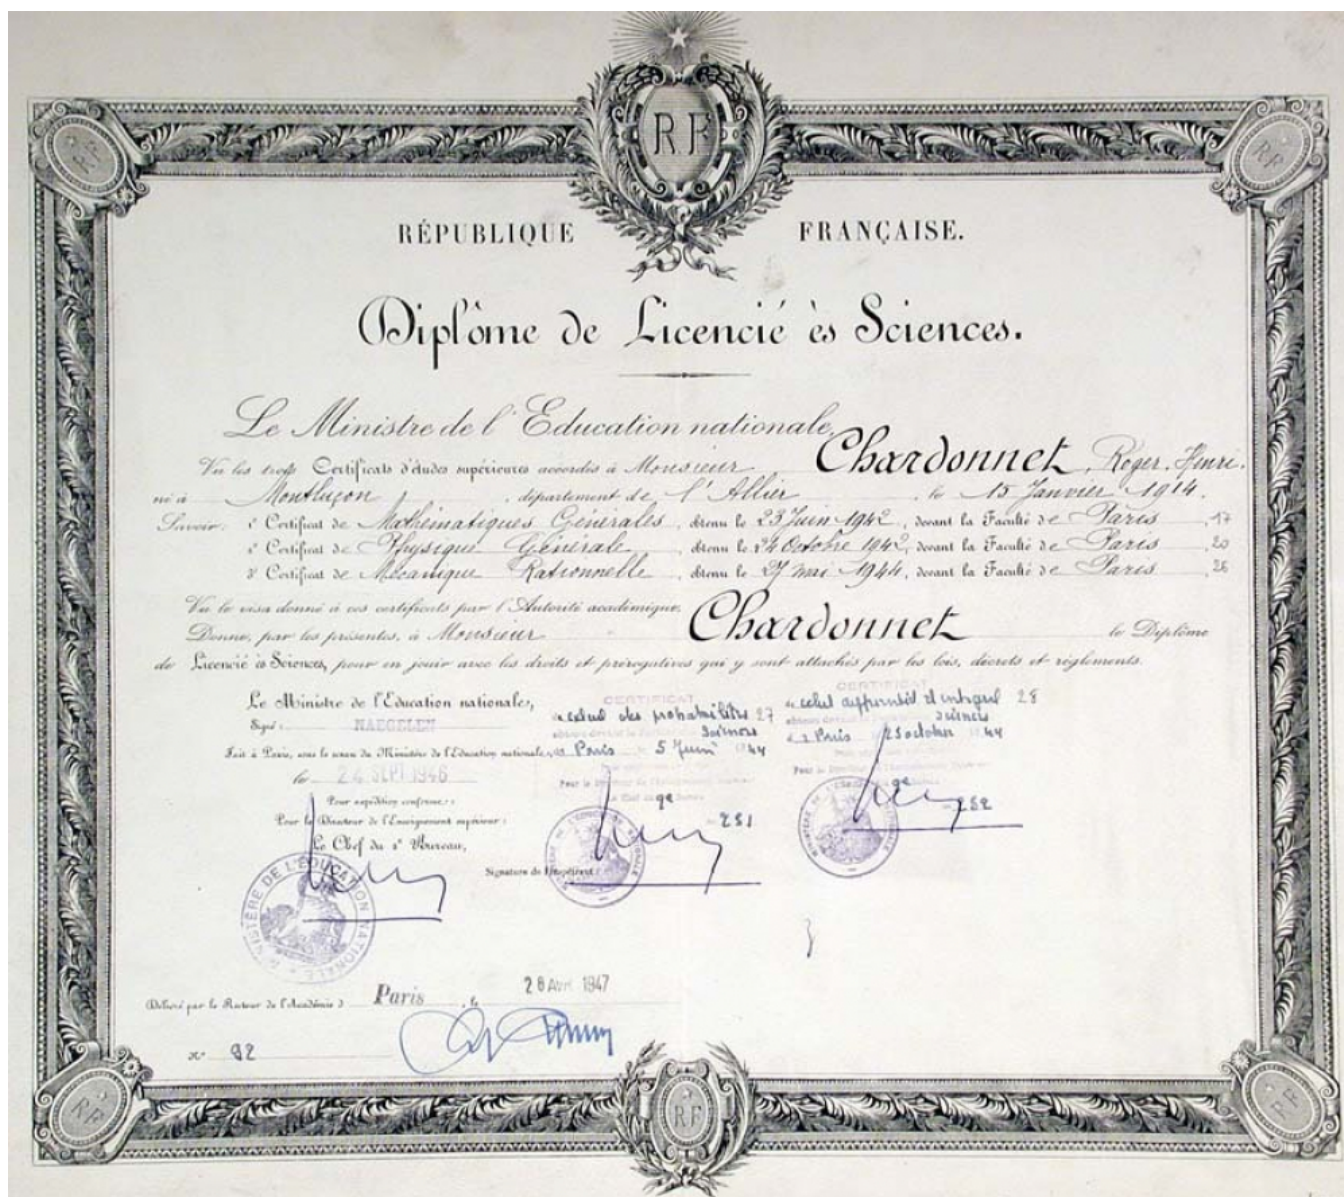 RF
RF
RF
RÉPUBLIQUE FRANÇAISE.
Diplôme de Licencié ès Sciences.
Le Ministre de l'Education nationale,
Vu les trois Certificats d'études supérieures accordés à Monsieur Chardonnet, Roger, Henri.
né à Montluçon, département de l'Allier, le 15 Janvier 1914.
Savoir: 1° Certificat de Mathématiques Générales, obtenu le 23 Juin 1942, devant la Faculté de Paris 17
2° Certificat de Physique Générale, obtenu le 24 Octobre 1942, devant la Faculté de Paris 20
3° Certificat de Mécanique Rationnelle, obtenu le 27 mai 1944, devant la Faculté de Paris 26
Vu le visa donné à ces certificats par l'Autorité académique,
Donne, par les présentes, à Monsieur Chardonnet le Diplôme
de Licencié ès Sciences, pour en jouir avec les droits et prérogatives qui y sont attachés par les lois, décrets et règlements.
Le Ministre de l'Education nationale,
Signé: NAEGELEN
Fait à Paris, sous le sceau du Ministère de l'Education nationale,
le 24 SEPT 1946
Pour expédition conforme:
Pour le Directeur de l'Enseignement supérieur:
Le Chef du 2e Bureau,
MINISTÈRE DE L'ÉDUCATION NATIONALE
CERTIFICAT
de calcul des probabilités 27
Sciences
Paris 5 Juin 1944
251
Signature de l'impétrant:
CERTIFICAT
de calcul différentiel et intégral 28
Sciences
Paris 25 octobre 1944
252
Délivré par le Recteur de l'Académie d Paris, le 28 Avr 1947
N° 92
RF
RF
RF